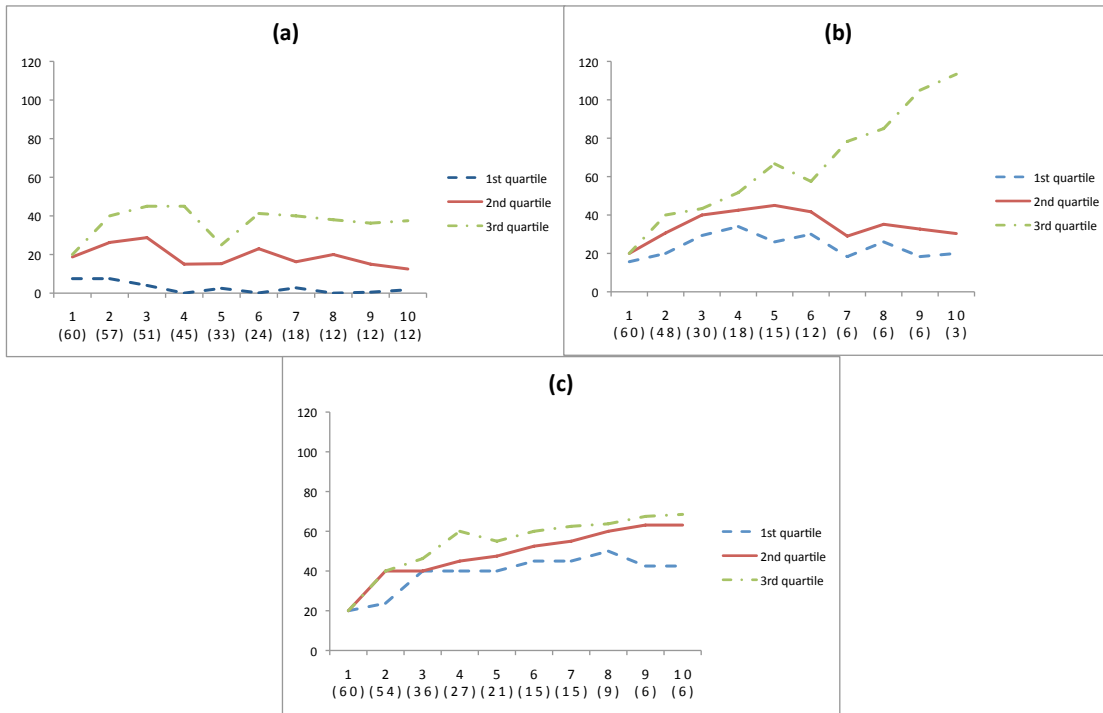 (a)
120
100
80
60
40
20
0
1 2 3 4 5 6 7 8 9 10
(60) (57) (51) (45) (33) (24) (18) (12) (12) (12)
1st quartile
2nd quartile
3rd quartile
(b)
120
100
80
60
40
20
0
1 2 3 4 5 6 7 8 9 10
(60) (48) (30) (18) (15) (12) (6) (6) (6) (3)
1st quartile
2nd quartile
3rd quartile
(c)
120
100
80
60
40
20
0
1 2 3 4 5 6 7 8 9 10
(60) (54) (36) (27) (21) (15) (15) (9) (6) (6)
1st quartile
2nd quartile
3rd quartile